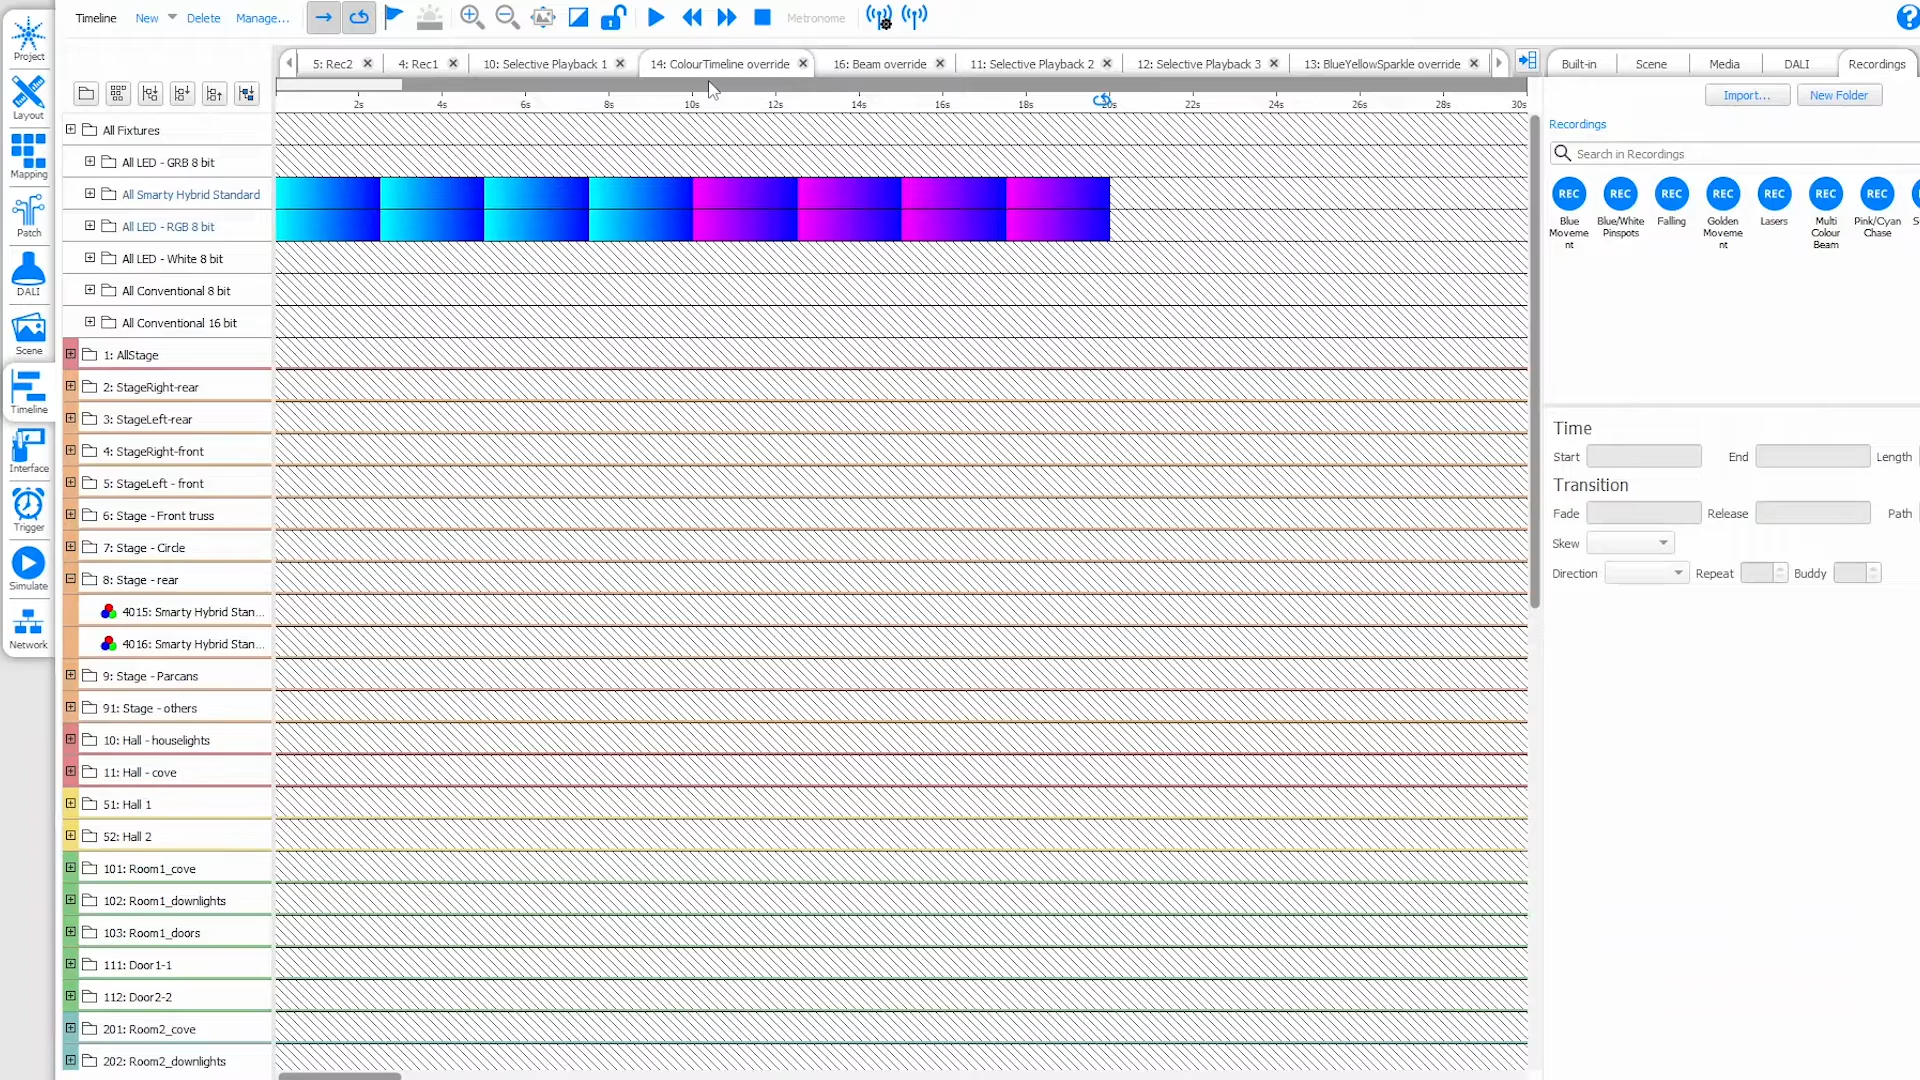 Timeline New Delete Manage... Metronome
5: Rec2 4: Rec1 10: Selective Playback 1 14: ColourTimeline override 16: Beam override 11: Selective Playback 2 12: Selective Playback 3 13: BlueYellowSparkle override
2s 4s 6s 8s 10s 12s 14s 16s 18s 20s 22s 24s 26s 28s 30s
Project
Layout
Mapping
Patch
DALI
Scene
Timeline
Interface
Trigger
Simulate
Network
All Fixtures
All LED - GRB 8 bit
All Smarty Hybrid Standard
All LED - RGB 8 bit
All LED - White 8 bit
All Conventional 8 bit
All Conventional 16 bit
1: AllStage
2: StageRight-rear
3: StageLeft-rear
4: StageRight-front
5: StageLeft - front
6: Stage - Front truss
7: Stage - Circle
8: Stage - rear
4015: Smarty Hybrid Stan...
4016: Smarty Hybrid Stan...
9: Stage - Parcans
91: Stage - others
10: Hall - houselights
11: Hall - cove
51: Hall 1
52: Hall 2
101: Room1_cove
102: Room1_downlights
103: Room1_doors
111: Door1-1
112: Door2-2
201: Room2_cove
202: Room2_downlights
Built-in Scene Media DALI Recordings
Import... New Folder
Recordings
Search in Recordings
REC REC REC REC REC REC REC
Blue Blue/White Falling Golden Lasers Multi Pink/Cyan
Moveme Pinspots Moveme Colour Chase
nt nt Beam
Time
Start End Length
Transition
Fade Release Path
Skew
Direction Repeat Buddy